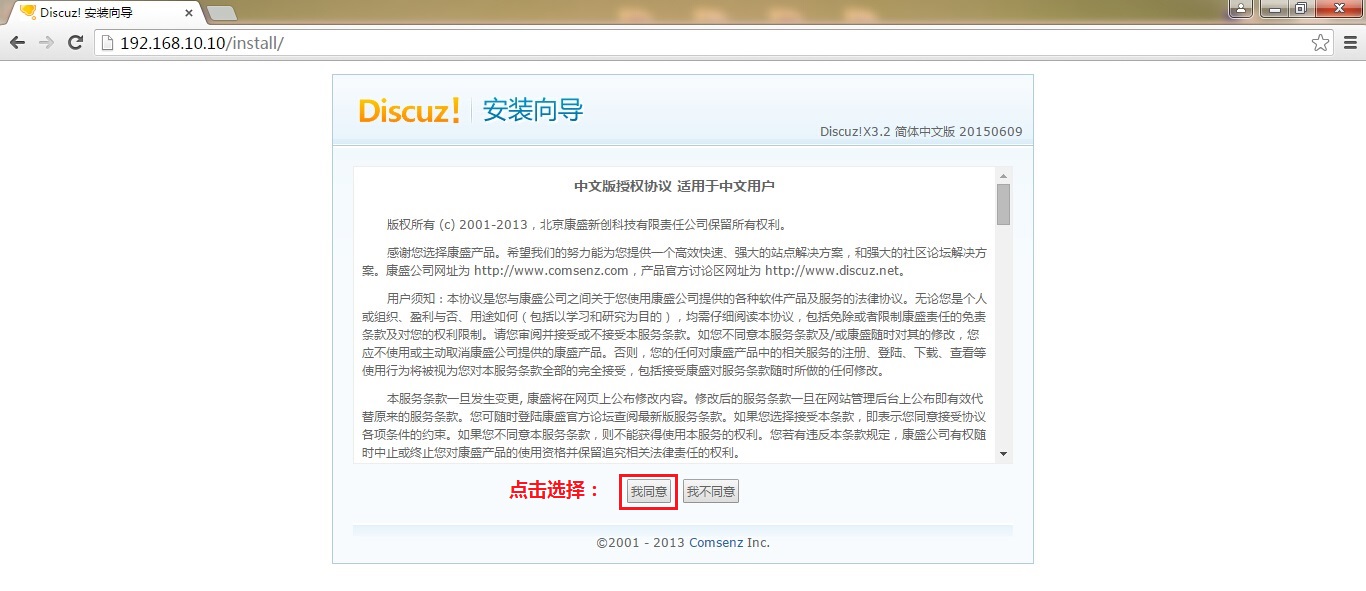 Discuz! 安装向导
192.168.10.10/install/
Discuz! 安装向导
Discuz!X3.2 简体中文版 20150609
中文版授权协议 适用于中文用户
版权所有 (c) 2001-2013，北京康盛新创科技有限责任公司保留所有权利。
感谢您选择康盛产品。希望我们的努力能为您提供一个高效快速、强大的站点解决方案，和强大的社区论坛解决方
案。康盛公司网址为 http://www.comsenz.com，产品官方讨论区网址为 http://www.discuz.net。
用户须知：本协议是您与康盛公司之间关于您使用康盛公司提供的各种软件产品及服务的法律协议。无论您是个人
或组织、盈利与否、用途如何（包括以学习和研究为目的），均需仔细阅读本协议，包括免除或者限制康盛责任的免责
条款及对您的权利限制。请您审阅并接受或不接受本服务条款。如您不同意本服务条款及/或康盛随时对其的修改，您
应不使用或主动取消康盛公司提供的康盛产品。否则，您的任何对康盛产品中的相关服务的注册、登陆、下载、查看等
使用行为将被视为您对本服务条款全部的完全接受，包括接受康盛对服务条款随时所做的任何修改。
本服务条款一旦发生变更, 康盛将在网页上公布修改内容。修改后的服务条款一旦在网站管理后台上公布即有效代
替原来的服务条款。您可随时登陆康盛官方论坛查阅最新版服务条款。如果您选择接受本条款，即表示您同意接受协议
各项条件的约束。如果您不同意本服务条款，则不能获得使用本服务的权利。您若有违反本条款规定，康盛公司有权随
时中止或终止您对康盛产品的使用资格并保留追究相关法律责任的权利。
点击选择： 我同意 我不同意
©2001 - 2013 Comsenz Inc.